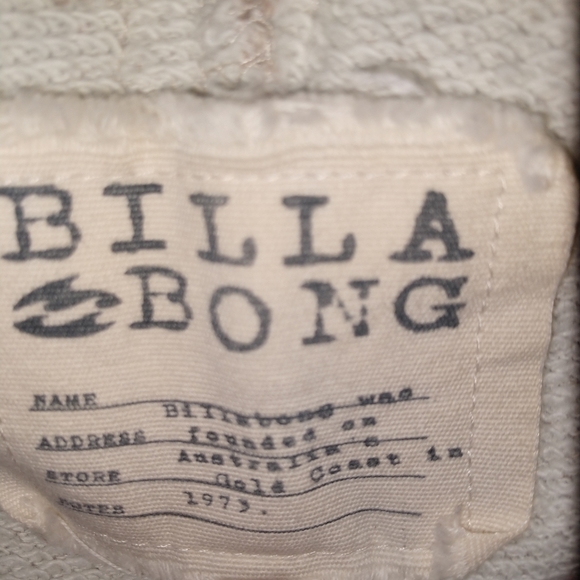 BILLA
BONG
NAME Billabong was
ADDRESS founded on
Australia's
STORE Gold Coast in
NOTES 1973.